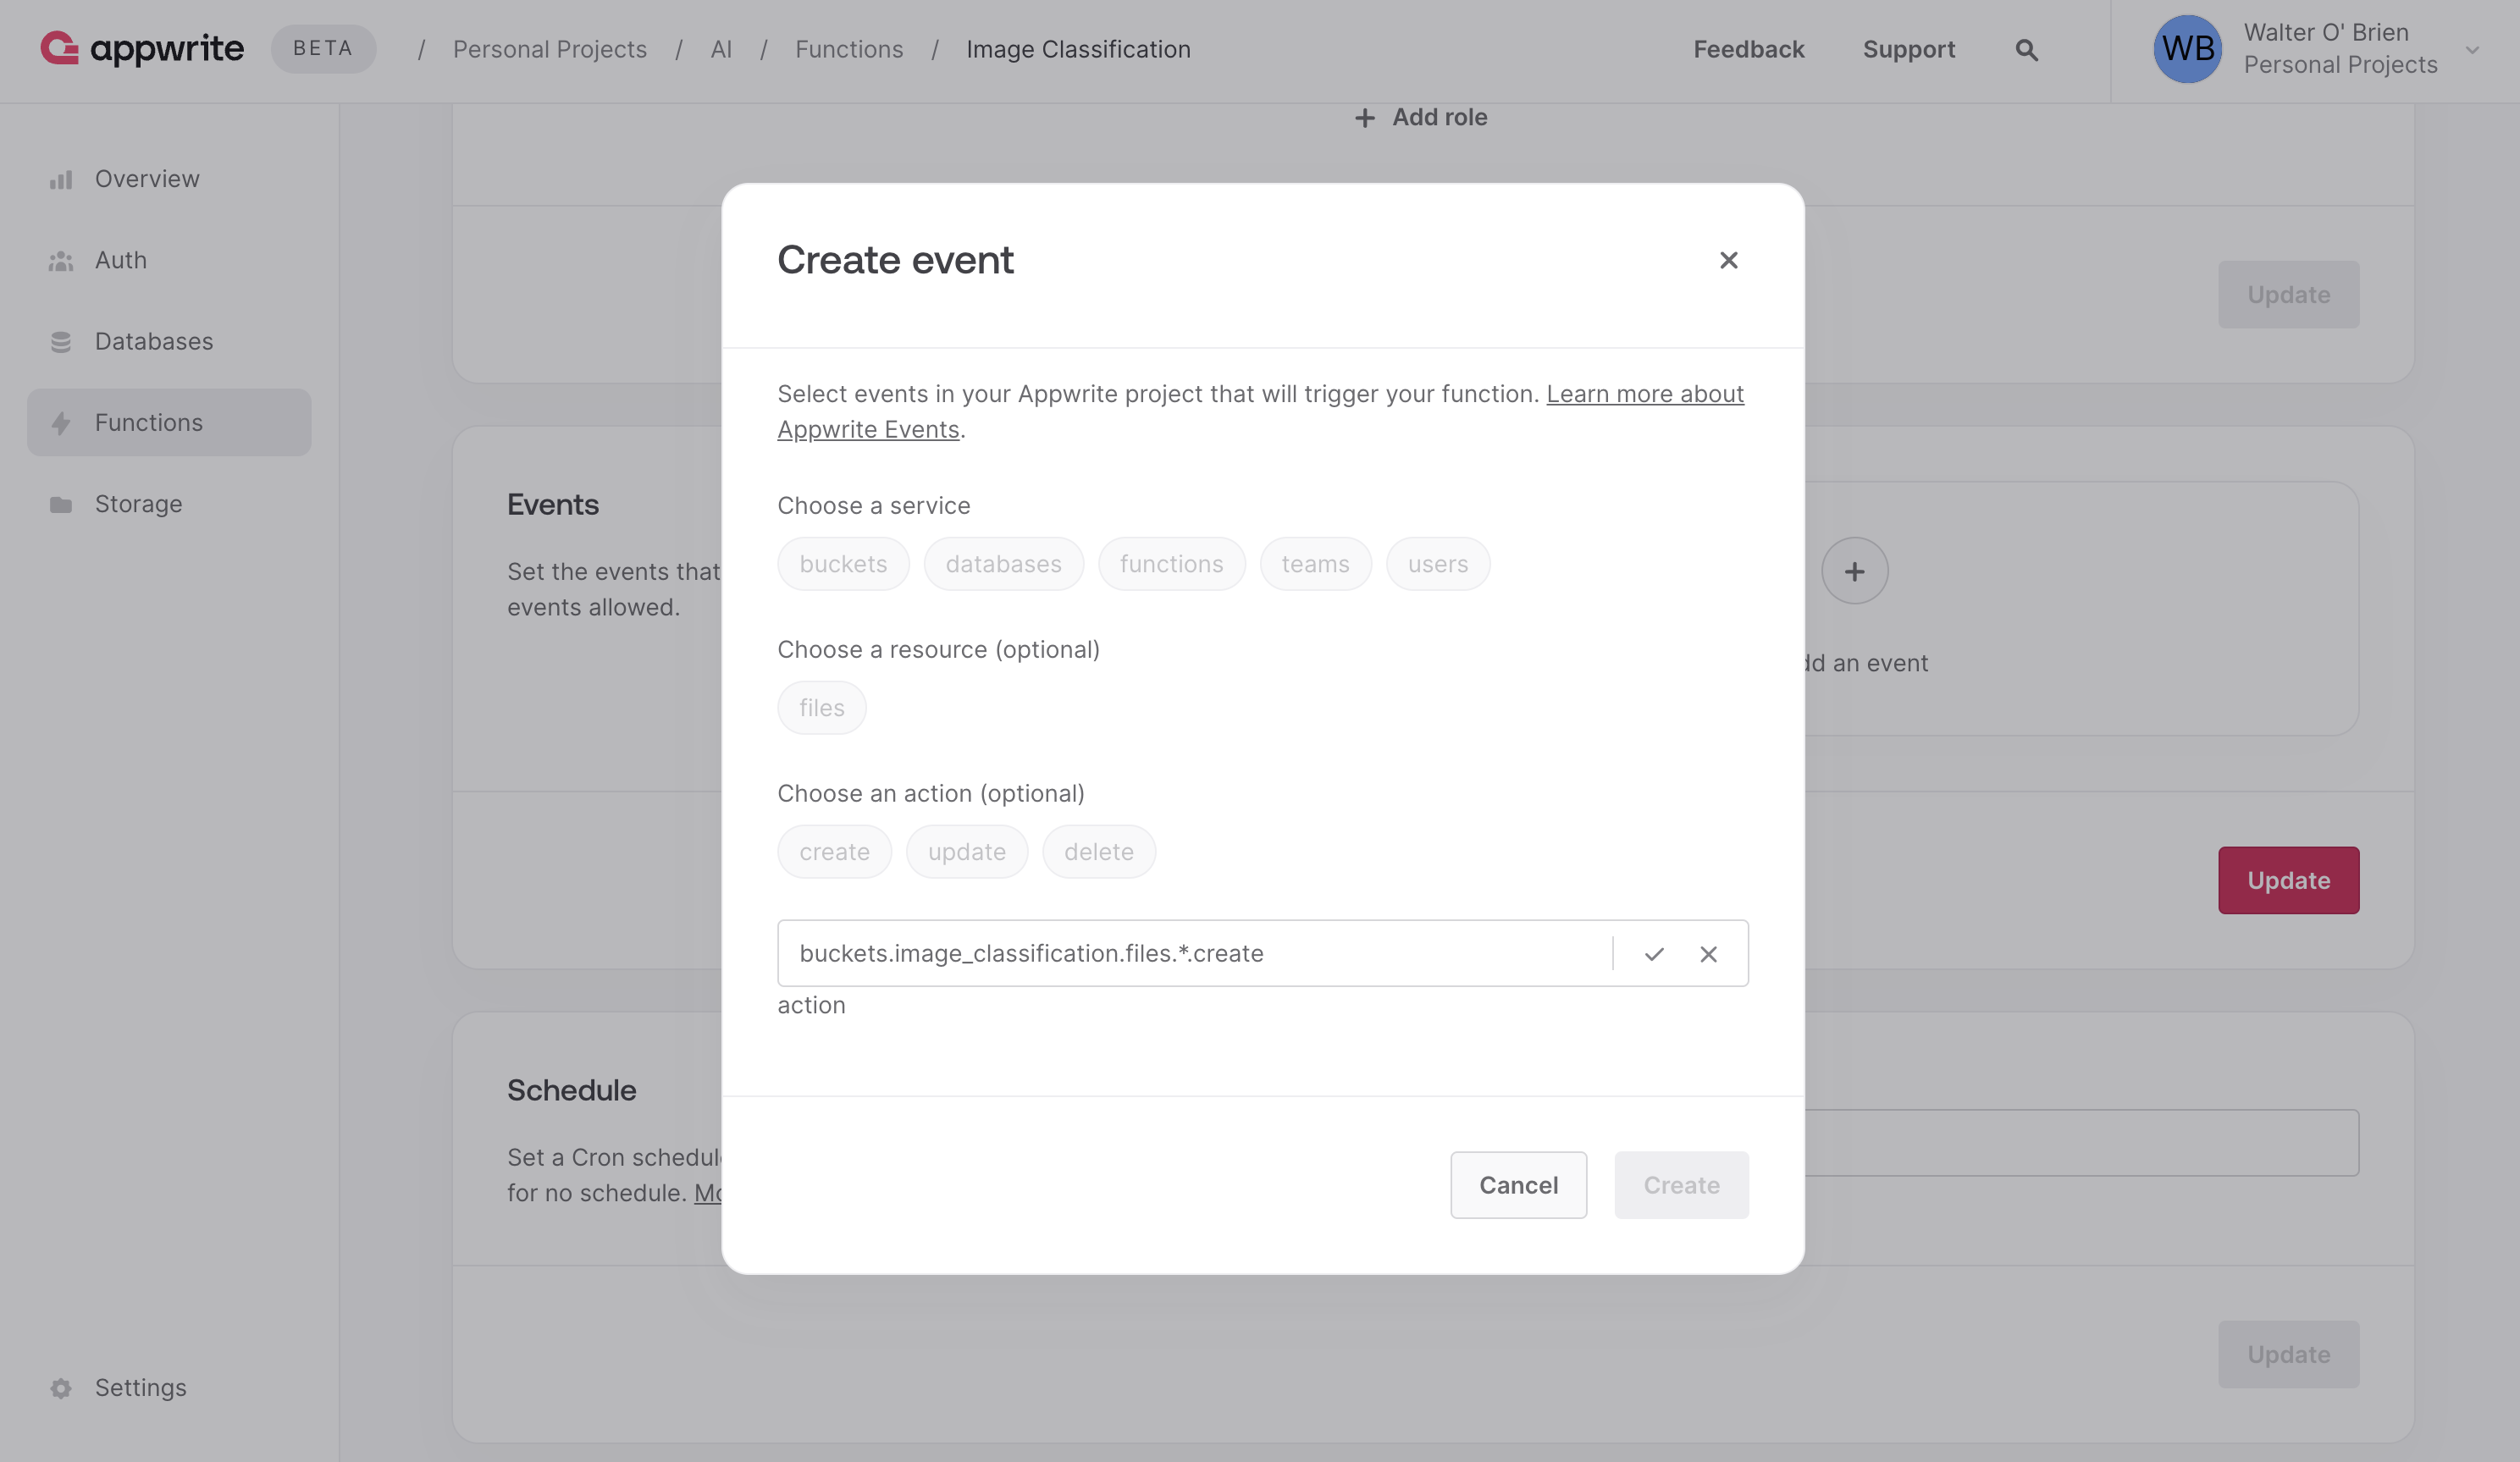 appwrite BETA / Personal Projects / AI / Functions / Image Classification Feedback Support WB Walter O' Brien
Personal Projects
Overview
Auth
Databases
Functions
Storage
Settings
+ Add role
Update
Events
Set the events that
events allowed.
+
dd an event
Update
Schedule
Set a Cron schedul
for no schedule. Mo
Update
Create event
Select events in your Appwrite project that will trigger your function. Learn more about
Appwrite Events.
Choose a service
buckets databases functions teams users
Choose a resource (optional)
files
Choose an action (optional)
create update delete
buckets.image_classification.files.*.create
action
Cancel Create